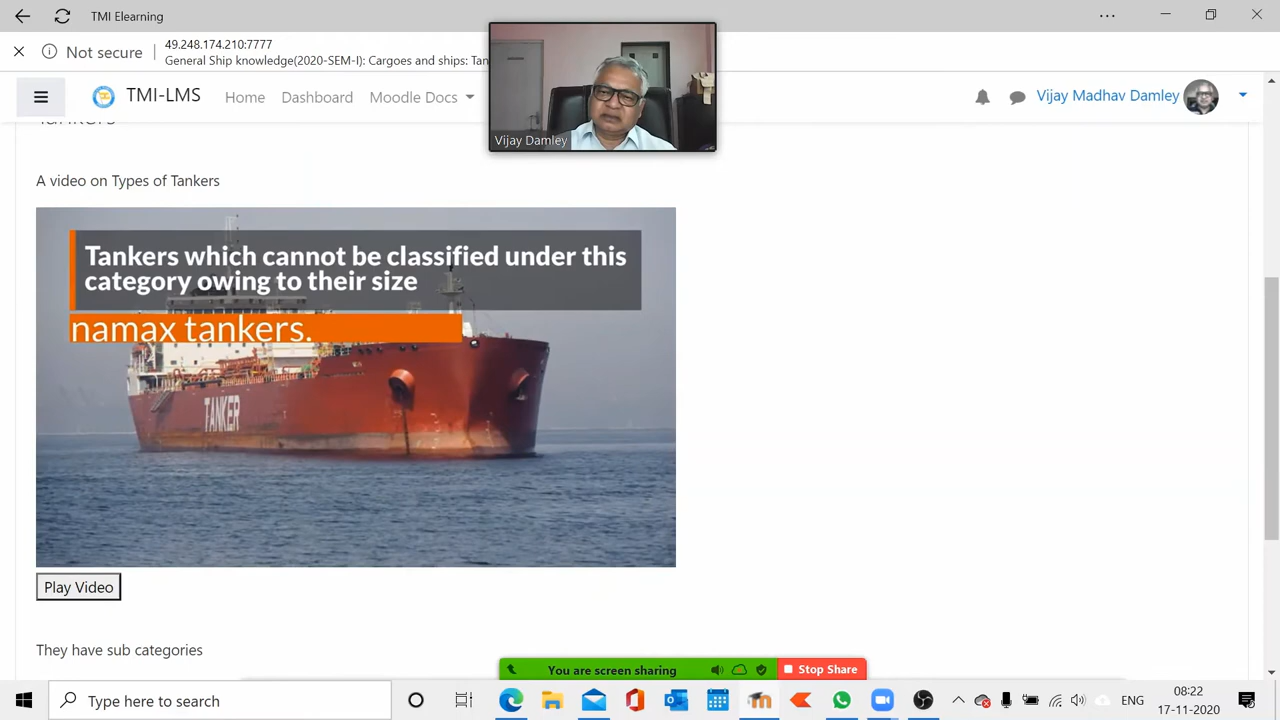 TMI Elearning
Not secure
49.248.174.210:7777
General Ship knowledge(2020-SEM-I): Cargoes and ships: Tan
TMI-LMS
Home
Dashboard
Moodle Docs
Vijay Madhav Damley
Vijay Damley
A video on Types of Tankers
Tankers which cannot be classified under this
category owing to their size
namax tankers.
TANKER
Play Video
They have sub categories
You are screen sharing
Stop Share
Type here to search
ENG
08:22
17-11-2020